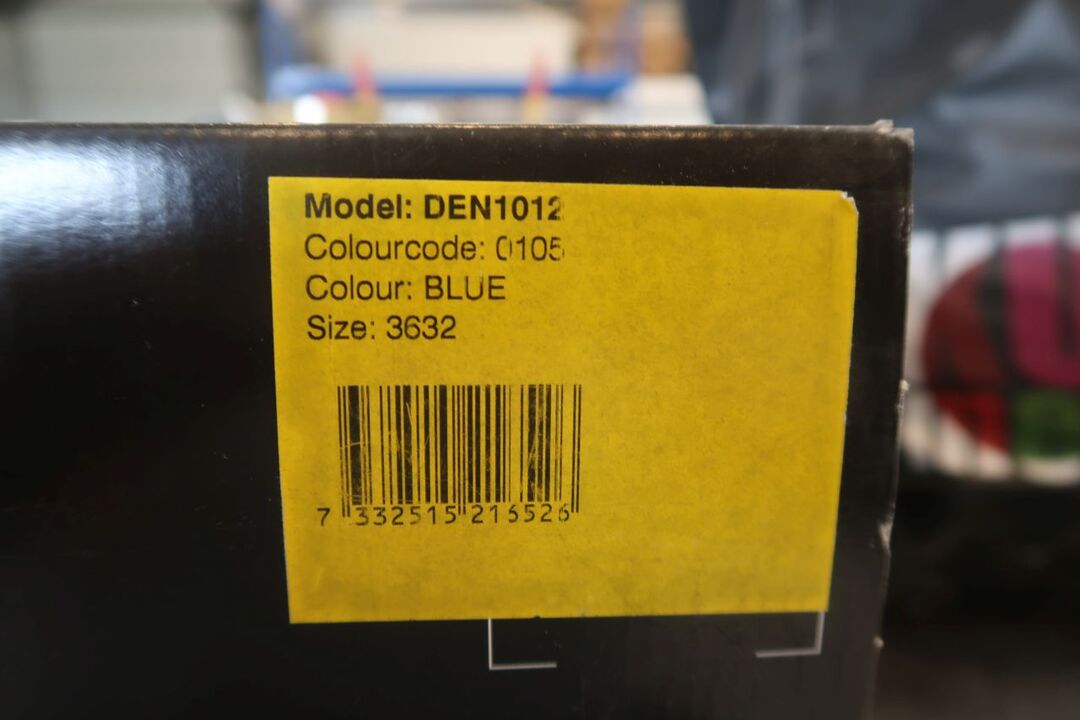 Model: DEN1012
Colourcode: 0105
Colour: BLUE
Size: 3632
7 332515 216526